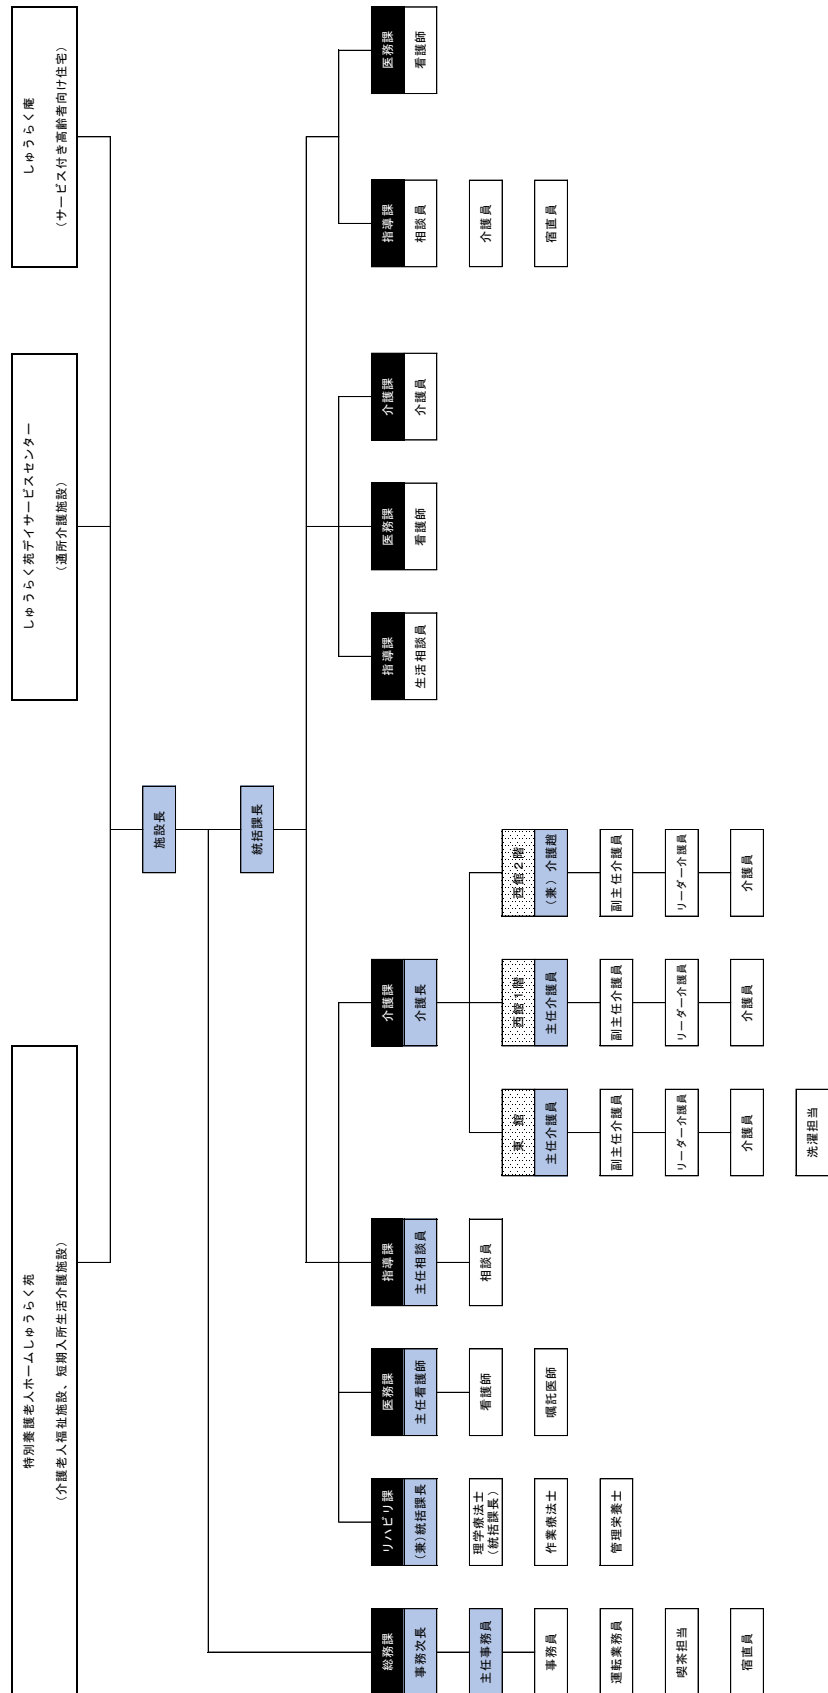 特別養護老人ホームしゅうらく苑
（介護老人福祉施設、短期入所生活介護施設）
しゅうらく苑デイサービスセンター
（通所介護施設）
しゅうらく庵
（サービス付き高齢者向け住宅）
施設長
統括課長
総務課
事務次長
主任事務員
事務員
運転業務員
喫茶担当
宿直員
リハビリ課
(兼)統括課長
理学療法士
(統括課長)
作業療法士
管理栄養士
医務課
主任看護師
看護師
嘱託医師
指導課
主任相談員
相談員
介護課
介護長
東　館
主任介護員
副主任介護員
リーダー介護員
介護員
洗濯担当
西館１階
主任介護員
副主任介護員
リーダー介護員
介護員
西館２階
（兼）介護趙
副主任介護員
リーダー介護員
介護員
指導課
生活相談員
医務課
看護師
介護課
介護員
指導課
相談員
介護員
宿直員
医務課
看護師